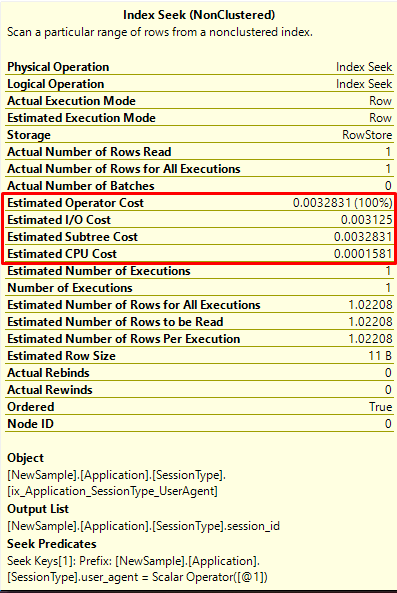 Index Seek (NonClustered)
Scan a particular range of rows from a nonclustered index.
Physical Operation Index Seek
Logical Operation Index Seek
Actual Execution Mode Row
Estimated Execution Mode Row
Storage RowStore
Actual Number of Rows Read 1
Actual Number of Rows for All Executions 1
Actual Number of Batches 0
Estimated Operator Cost 0.0032831 (100%)
Estimated I/O Cost 0.003125
Estimated Subtree Cost 0.0032831
Estimated CPU Cost 0.0001581
Estimated Number of Executions 1
Number of Executions 1
Estimated Number of Rows for All Executions 1.02208
Estimated Number of Rows to be Read 1.02208
Estimated Number of Rows Per Execution 1.02208
Estimated Row Size 11 B
Actual Rebinds 0
Actual Rewinds 0
Ordered True
Node ID 0
Object
[NewSample].[Application].[SessionType].
[ix_Application_SessionType_UserAgent]
Output List
[NewSample].[Application].[SessionType].session_id
Seek Predicates
Seek Keys[1]: Prefix: [NewSample].[Application].
[SessionType].user_agent = Scalar Operator([@1])